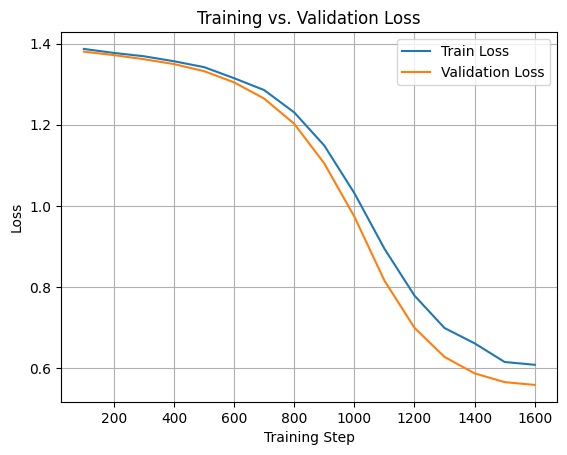 Training vs. Validation Loss
Train Loss
Validation Loss
1.4
1.2
1.0
0.8
0.6
Loss
200 400 600 800 1000 1200 1400 1600
Training Step